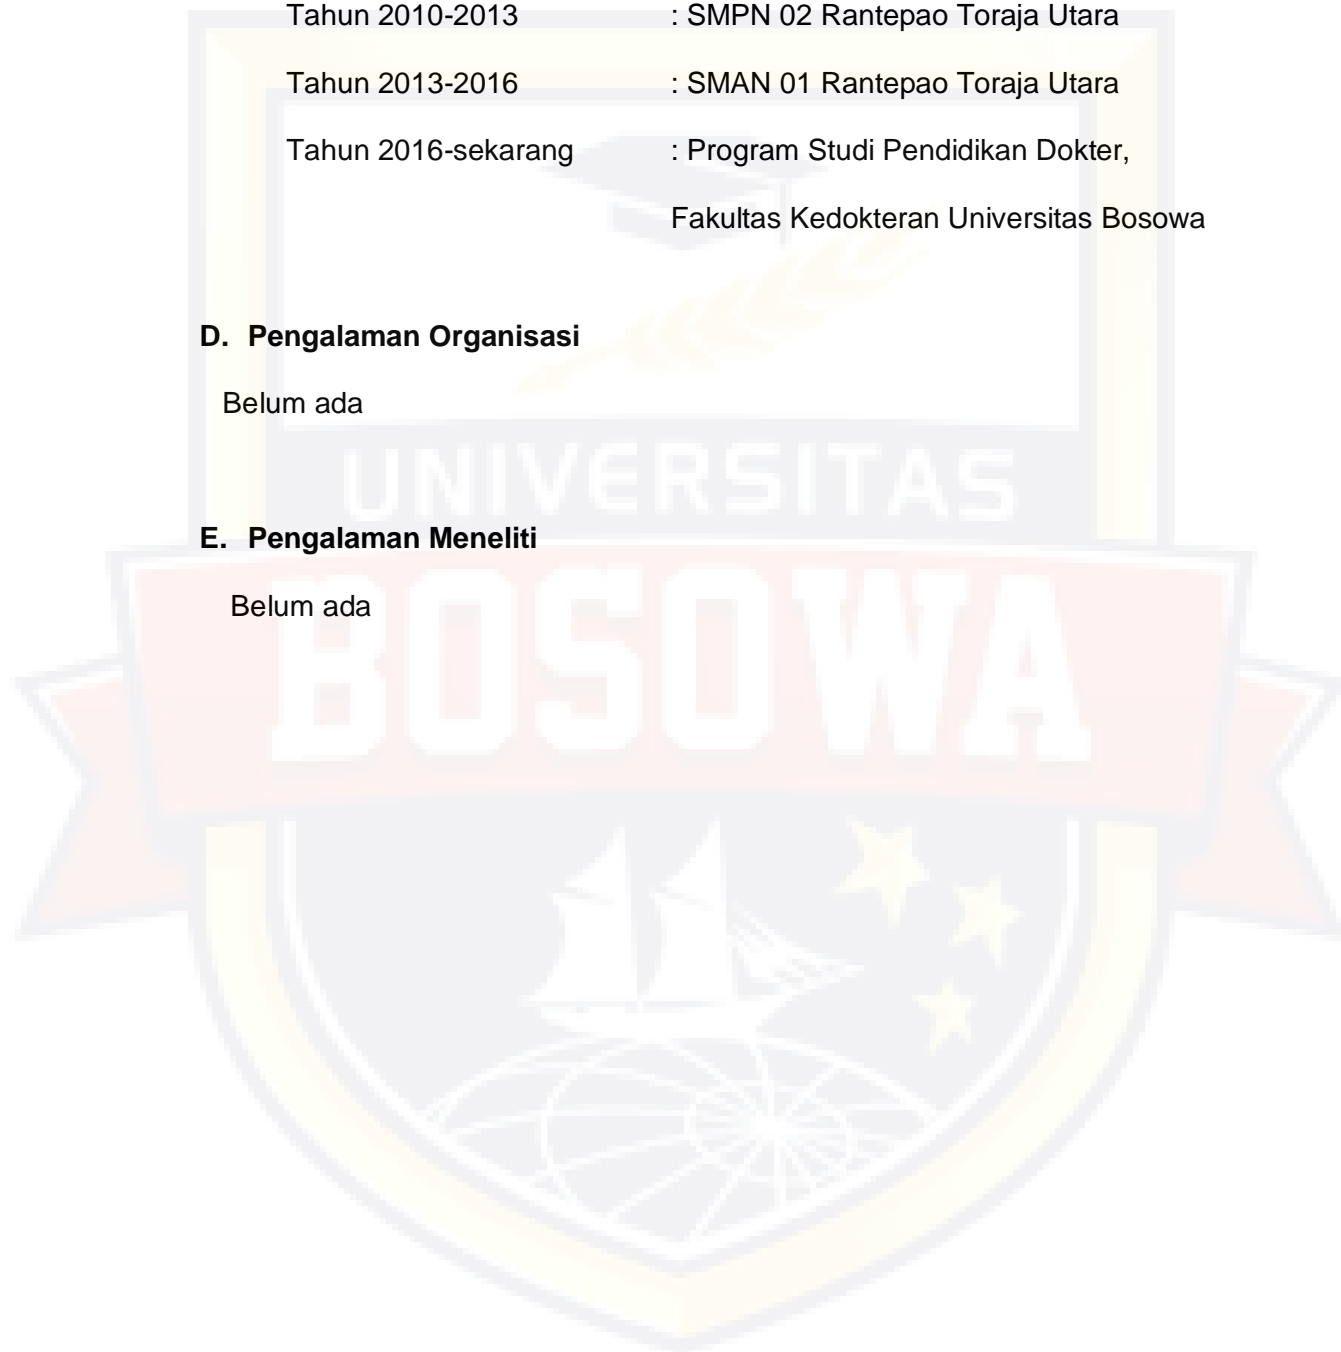 Tahun 2010-2013 : SMPN 02 Rantepao Toraja Utara
Tahun 2013-2016 : SMAN 01 Rantepao Toraja Utara
Tahun 2016-sekarang : Program Studi Pendidikan Dokter,
Fakultas Kedokteran Universitas Bosowa
D. Pengalaman Organisasi
Belum ada
UNIVERSITAS
E. Pengalaman Meneliti
Belum ada
BOSOWA